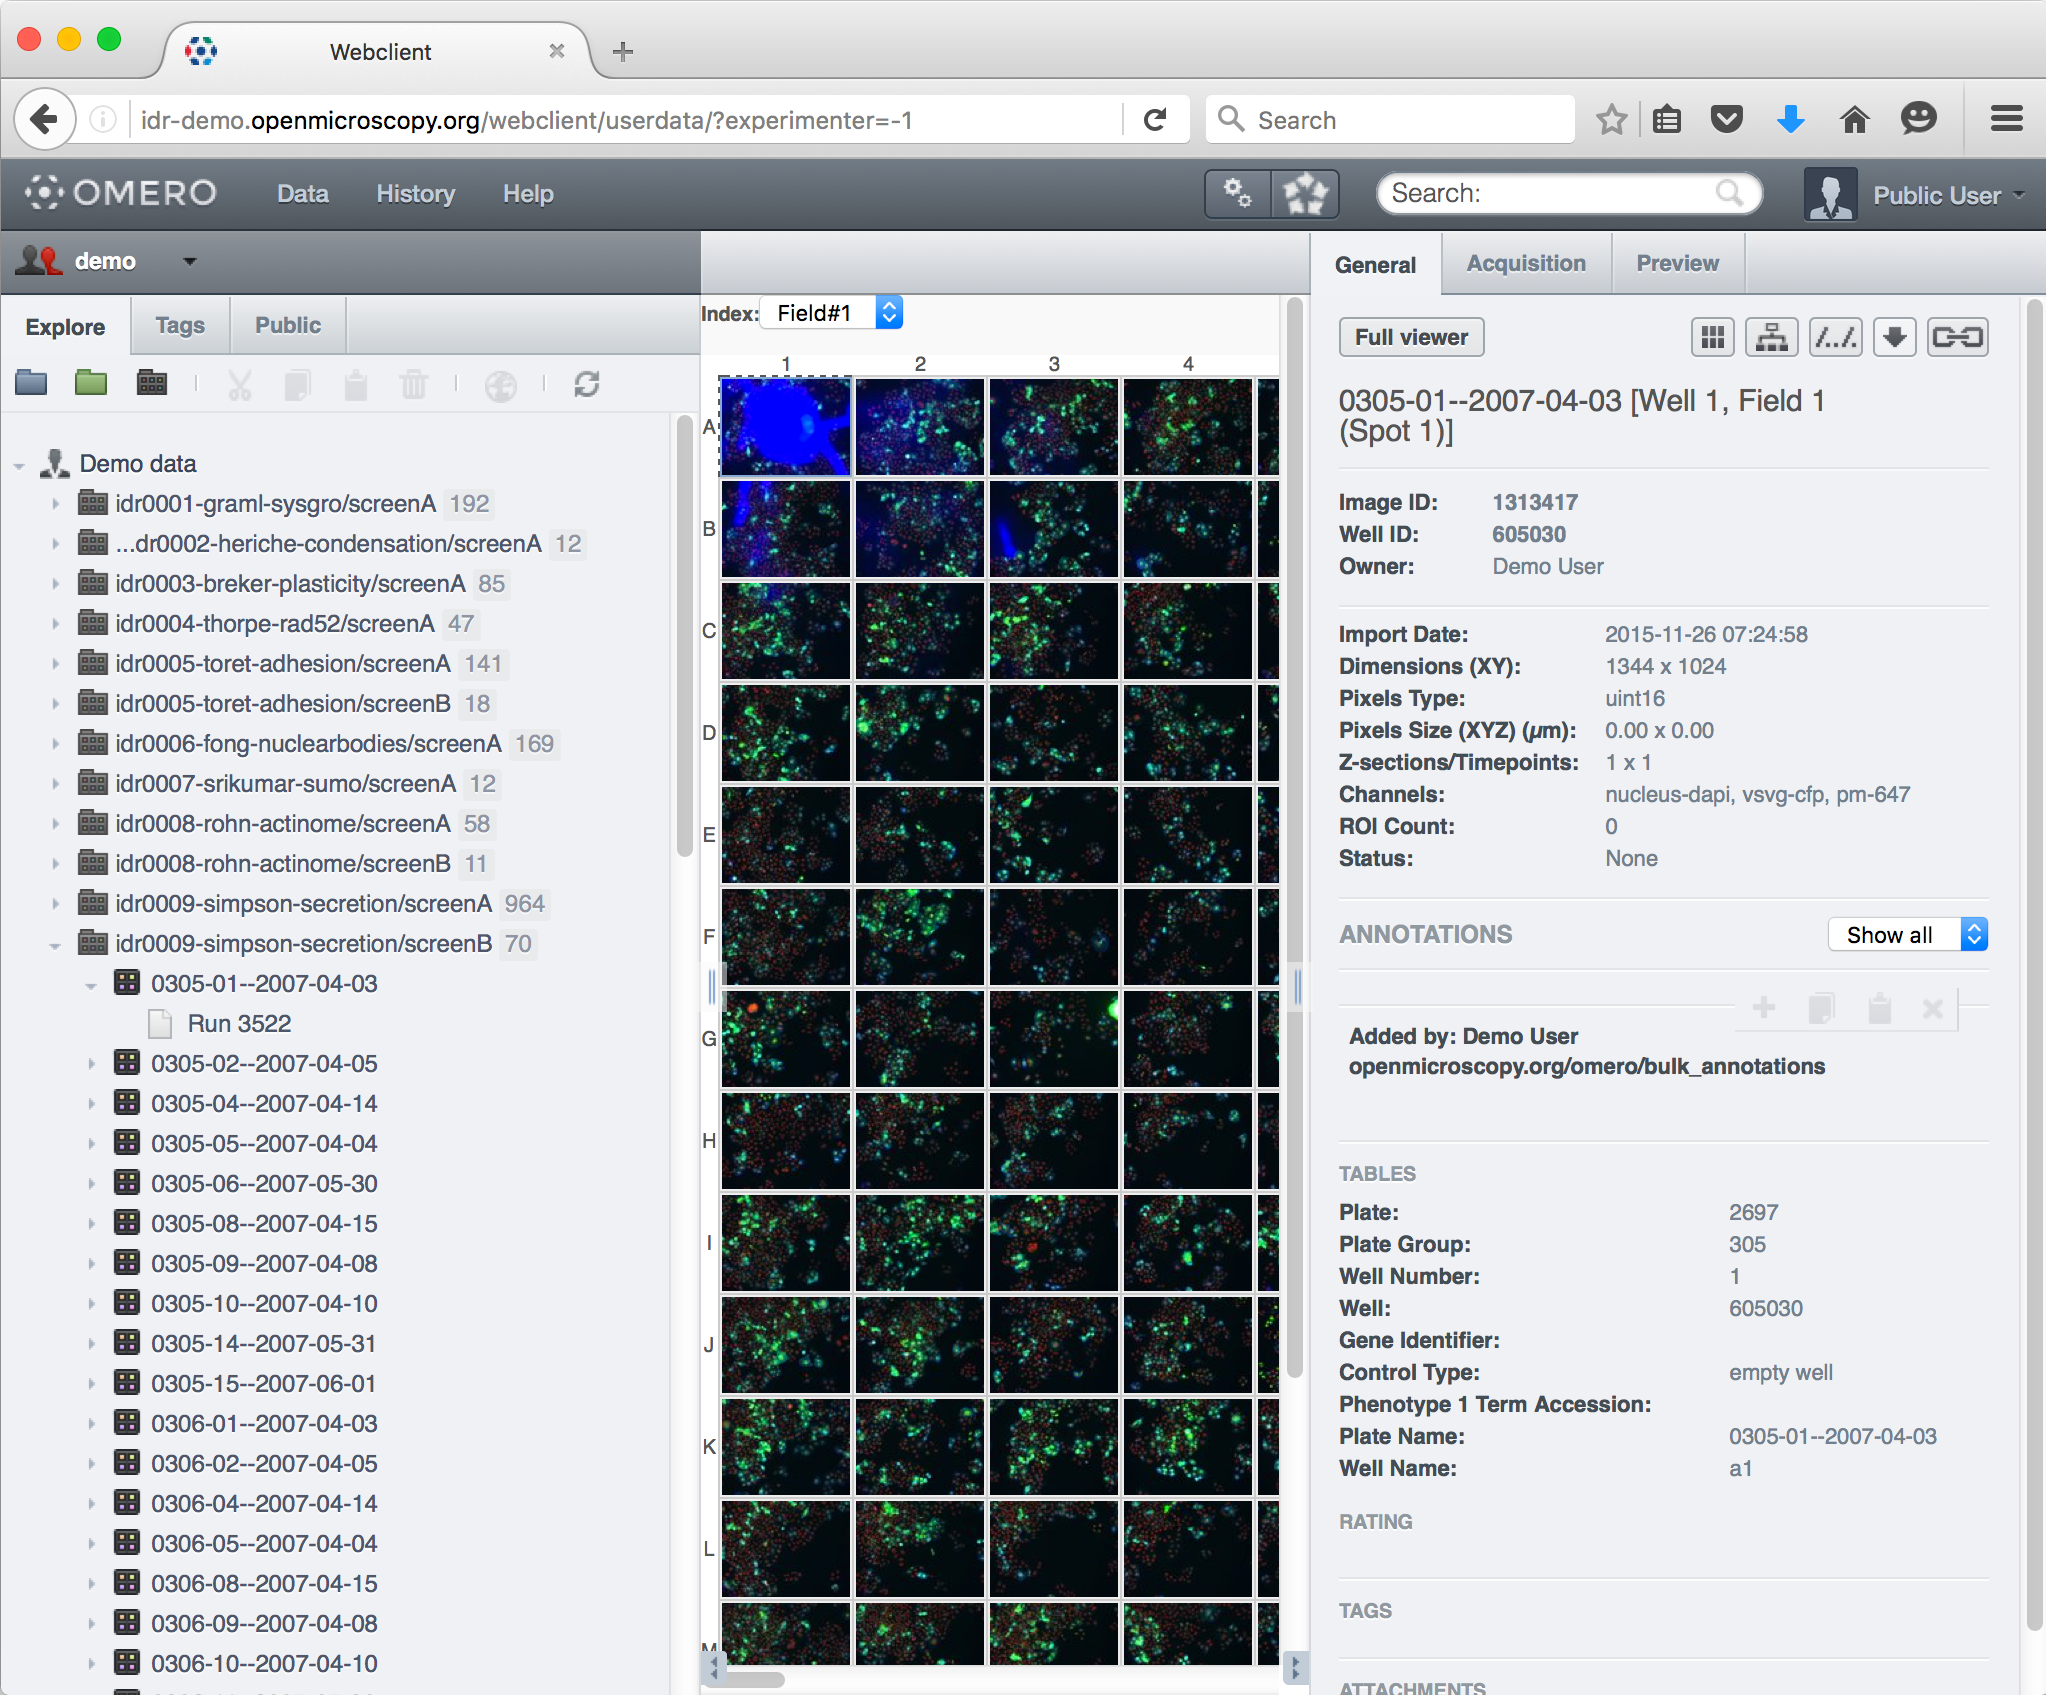 Webclient
idr-demo.openmicroscopy.org/webclient/userdata/?experimenter=-1
Search
OMERO
Data
History
Help
Search:
Public User
demo
Explore
Tags
Public
Demo data
idr0001-graml-sysgro/screenA 192
...dr0002-heriche-condensation/screenA 12
idr0003-breker-plasticity/screenA 85
idr0004-thorpe-rad52/screenA 47
idr0005-toret-adhesion/screenA 141
idr0005-toret-adhesion/screenB 18
idr0006-fong-nuclearbodies/screenA 169
idr0007-srikumar-sumo/screenA 12
idr0008-rohn-actinome/screenA 58
idr0008-rohn-actinome/screenB 11
idr0009-simpson-secretion/screenA 964
idr0009-simpson-secretion/screenB 70
0305-01--2007-04-03
Run 3522
0305-02--2007-04-05
0305-04--2007-04-14
0305-05--2007-04-04
0305-06--2007-05-30
0305-08--2007-04-15
0305-09--2007-04-08
0305-10--2007-04-10
0305-14--2007-05-31
0305-15--2007-06-01
0306-01--2007-04-03
0306-02--2007-04-05
0306-04--2007-04-14
0306-05--2007-04-04
0306-08--2007-04-15
0306-09--2007-04-08
0306-10--2007-04-10
Index: Field#1
1 2 3 4
A
B
C
D
E
F
G
H
I
J
K
L
M
General
Acquisition
Preview
Full viewer
0305-01--2007-04-03 [Well 1, Field 1
(Spot 1)]
Image ID: 1313417
Well ID: 605030
Owner: Demo User
Import Date: 2015-11-26 07:24:58
Dimensions (XY): 1344 x 1024
Pixels Type: uint16
Pixels Size (XYZ) (µm): 0.00 x 0.00
Z-sections/Timepoints: 1 x 1
Channels: nucleus-dapi, vsvg-cfp, pm-647
ROI Count: 0
Status: None
ANNOTATIONS
Show all
Added by: Demo User
openmicroscopy.org/omero/bulk_annotations
TABLES
Plate: 2697
Plate Group: 305
Well Number: 1
Well: 605030
Gene Identifier:
Control Type: empty well
Phenotype 1 Term Accession:
Plate Name: 0305-01--2007-04-03
Well Name: a1
RATING
TAGS
ATTACHMENTS